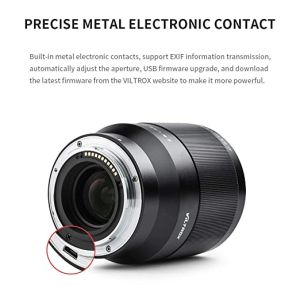 PRECISE METAL ELECTRONIC CONTACT
Built-in metal electronic contacts, support EXIF information transmission,
automatically adjust the aperture, USB firmware upgrade, and download
the latest firmware from the VILTROX website to make it more powerful.
VILTROX